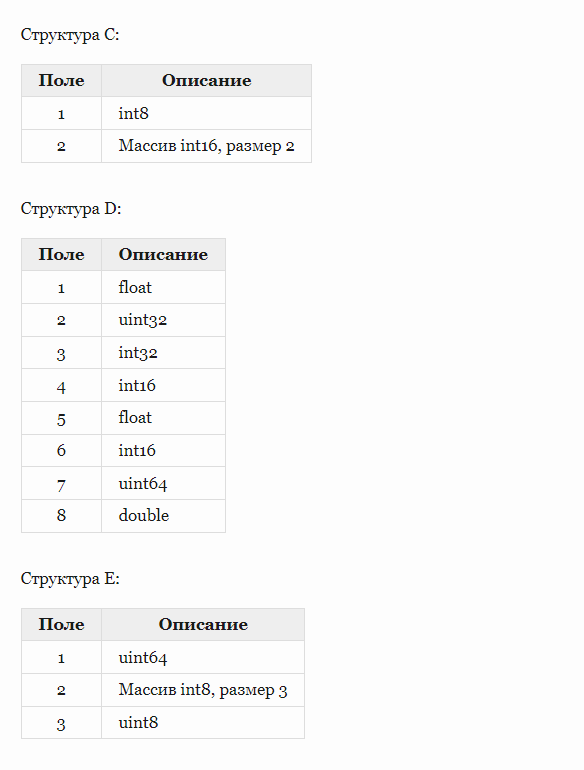 Структура C:
Поле Описание
1 int8
2 Массив int16, размер 2
Структура D:
Поле Описание
1 float
2 uint32
3 int32
4 int16
5 float
6 int16
7 uint64
8 double
Структура E:
Поле Описание
1 uint64
2 Массив int8, размер 3
3 uint8